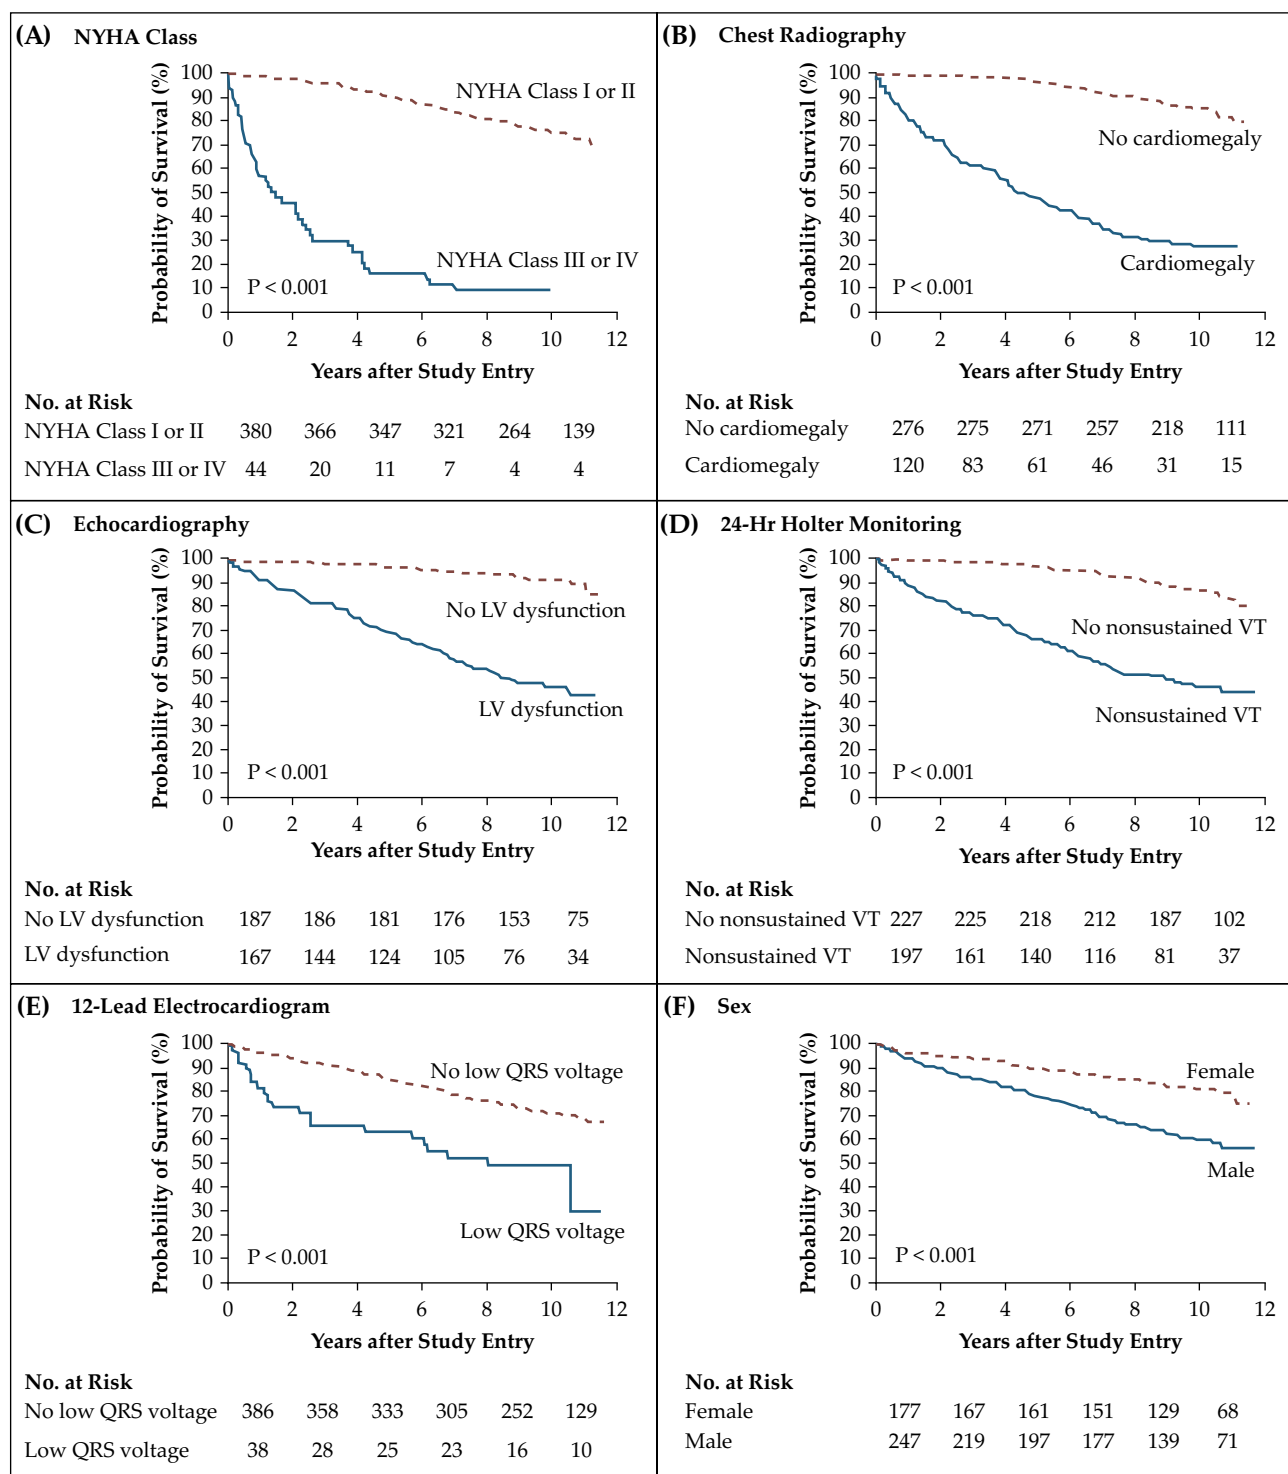 (A) NYHA Class
Probability of Survival (%)
100
90
80
70
60
50
40
30
20
10
0
NYHA Class I or II
NYHA Class III or IV
P < 0.001
0 2 4 6 8 10 12
Years after Study Entry
No. at Risk
NYHA Class I or II 380 366 347 321 264 139
NYHA Class III or IV 44 20 11 7 4 4
(B) Chest Radiography
Probability of Survival (%)
100
90
80
70
60
50
40
30
20
10
0
No cardiomegaly
Cardiomegaly
P < 0.001
0 2 4 6 8 10 12
Years after Study Entry
No. at Risk
No cardiomegaly 276 275 271 257 218 111
Cardiomegaly 120 83 61 46 31 15
(C) Echocardiography
Probability of Survival (%)
100
90
80
70
60
50
40
30
20
10
0
No LV dysfunction
LV dysfunction
P < 0.001
0 2 4 6 8 10 12
Years after Study Entry
No. at Risk
No LV dysfunction 187 186 181 176 153 75
LV dysfunction 167 144 124 105 76 34
(D) 24-Hr Holter Monitoring
Probability of Survival (%)
100
90
80
70
60
50
40
30
20
10
0
No nonsustained VT
Nonsustained VT
P < 0.001
0 2 4 6 8 10 12
Years after Study Entry
No. at Risk
No nonsustained VT 227 225 218 212 187 102
Nonsustained VT 197 161 140 116 81 37
(E) 12-Lead Electrocardiogram
Probability of Survival (%)
100
90
80
70
60
50
40
30
20
10
0
No low QRS voltage
Low QRS voltage
P < 0.001
0 2 4 6 8 10 12
Years after Study Entry
No. at Risk
No low QRS voltage 386 358 333 305 252 129
Low QRS voltage 38 28 25 23 16 10
(F) Sex
Probability of Survival (%)
100
90
80
70
60
50
40
30
20
10
0
Female
Male
P < 0.001
0 2 4 6 8 10 12
Years after Study Entry
No. at Risk
Female 177 167 161 151 129 68
Male 247 219 197 177 139 71